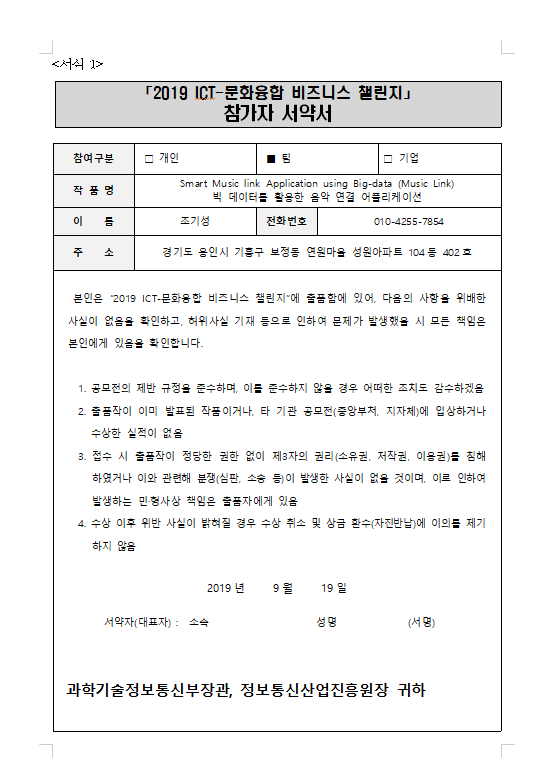 <서식 1>
「2019 ICT-문화융합 비즈니스 챌린지」
참가자 서약서
참여구분 □ 개인 ■ 팀 □ 기업
작 품 명 Smart Music link Application using Big-data (Music Link)
빅 데이터를 활용한 음악 연결 어플리케이션
이 름 조기성 전화번호 010-4255-7854
주 소 경기도 용인시 기흥구 보정동 연원마을 성원아파트 104동 402호
본인은 “2019 ICT-문화융합 비즈니스 챌린지”에 출품함에 있어, 다음의 사항을 위배한
사실이 없음을 확인하고, 허위사실 기재 등으로 인하여 문제가 발생했을 시 모든 책임은
본인에게 있음을 확인합니다.
1. 공모전의 제반 규정을 준수하며, 이를 준수하지 않을 경우 어떠한 조치도 감수하겠음
2. 출품작이 이미 발표된 작품이거나, 타 기관 공모전(중앙부처, 지자체)에 입상하거나
수상한 실적이 없음
3. 접수 시 출품작이 정당한 권한 없이 제3자의 권리(소유권, 저작권, 이용권)를 침해
하였거나 이와 관련해 분쟁(심판, 소송 등)이 발생한 사실이 없을 것이며, 이로 인하여
발생하는 민·형사상 책임은 출품자에게 있음
4. 수상 이후 위반 사실이 밝혀질 경우 수상 취소 및 상금 환수(자진반납)에 이의를 제기
하지 않음
2019 년 9 월 19 일
서약자(대표자) : 소속 성명 (서명)
과학기술정보통신부장관, 정보통신산업진흥원장 귀하